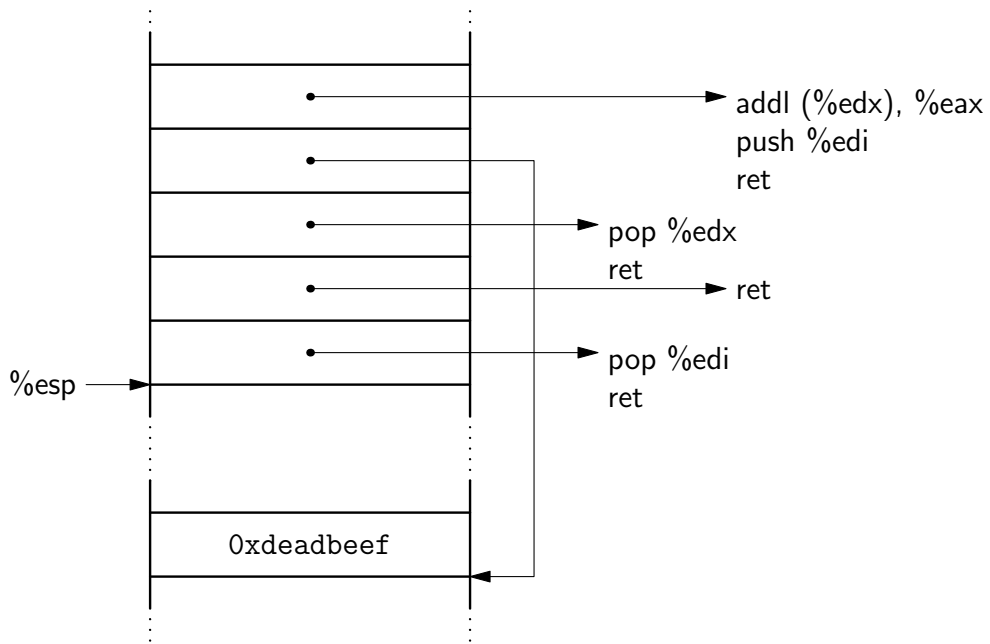 addl (%edx), %eax
push %edi
ret
pop %edx
ret
ret
pop %edi
ret
%esp
0xdeadbeef